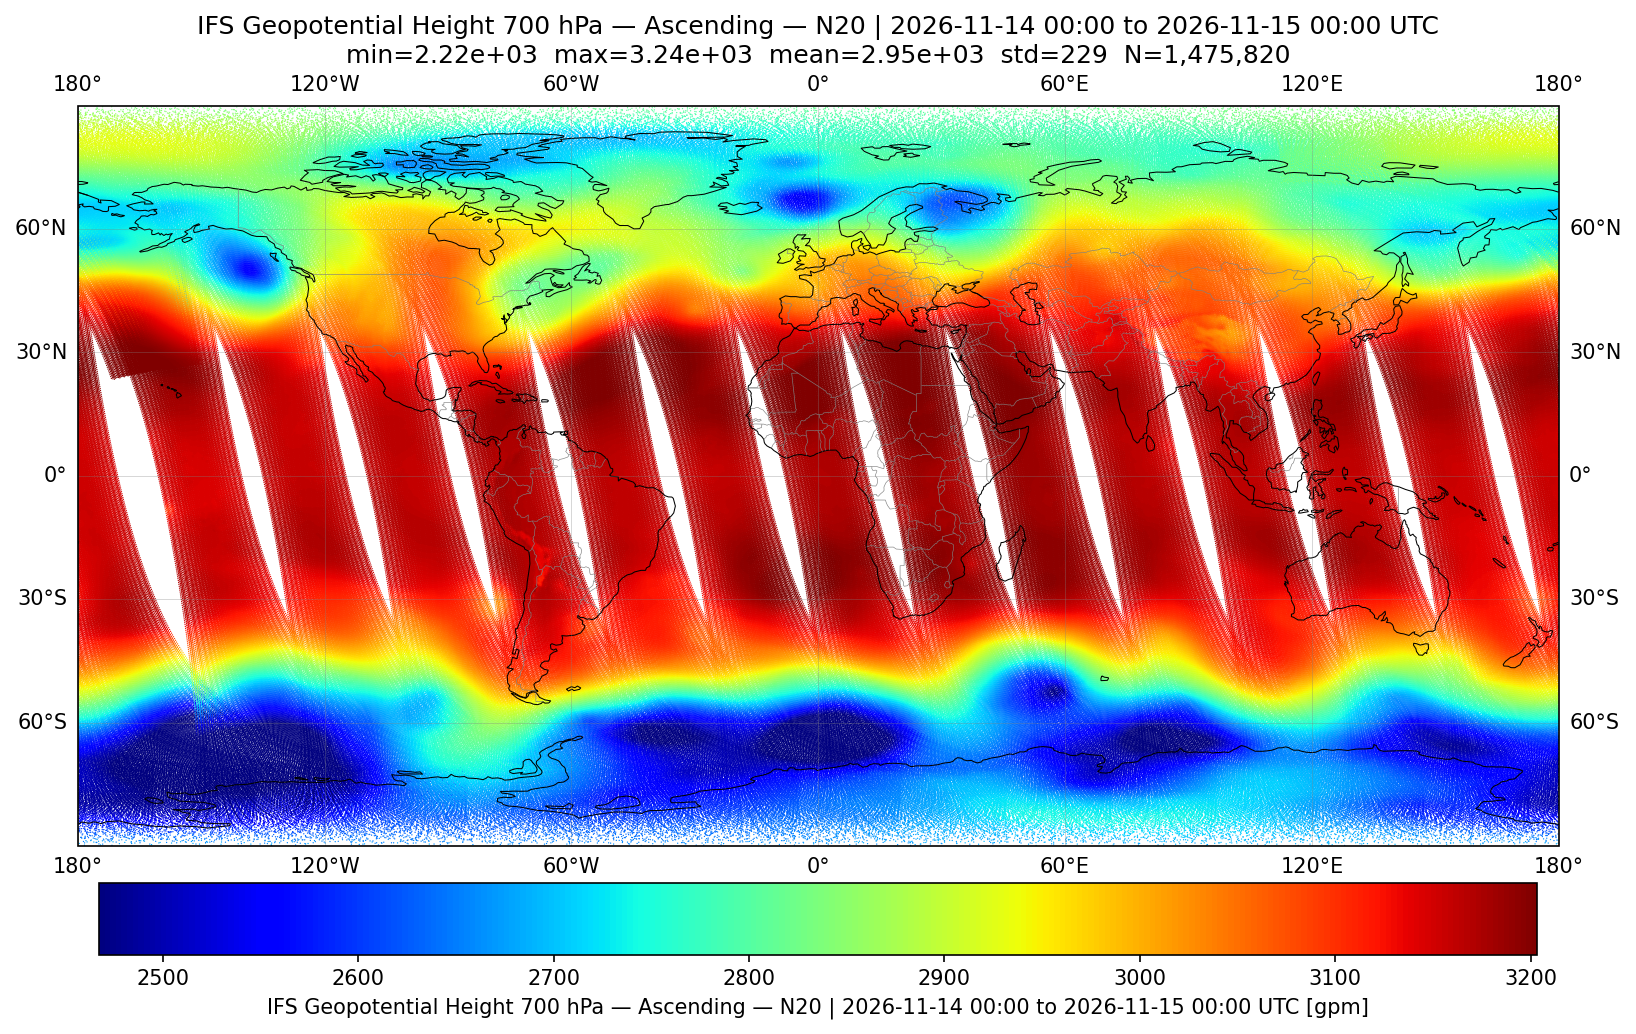 IFS Geopotential Height 700 hPa — Ascending — N20 | 2026-11-14 00:00 to 2026-11-15 00:00 UTC
min=2.22e+03 max=3.24e+03 mean=2.95e+03 std=229 N=1,475,820
180° 120°W 60°W 0° 60°E 120°E 180°
60°N 60°N
30°N 30°N
0° 0°
30°S 30°S
60°S 60°S
180° 120°W 60°W 0° 60°E 120°E 180°
2500 2600 2700 2800 2900 3000 3100 3200
IFS Geopotential Height 700 hPa — Ascending — N20 | 2026-11-14 00:00 to 2026-11-15 00:00 UTC [gpm]